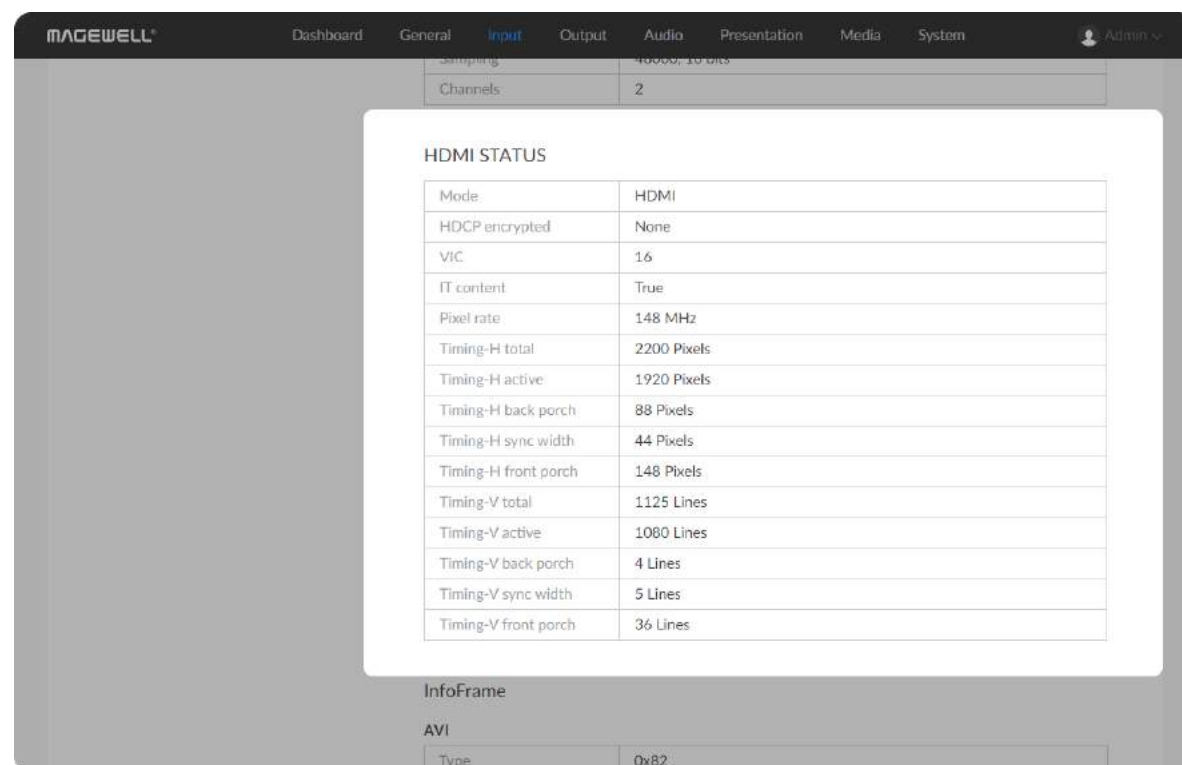 MAGEWELL®
Dashboard General Input Output Audio Presentation Media System Admin
Sampling 48000, 16 bits
Channels 2
HDMI STATUS
Mode HDMI
HDCP encrypted None
VIC 16
IT content True
Pixel rate 148 MHz
Timing-H total 2200 Pixels
Timing-H active 1920 Pixels
Timing-H back porch 88 Pixels
Timing-H sync width 44 Pixels
Timing-H front porch 148 Pixels
Timing-V total 1125 Lines
Timing-V active 1080 Lines
Timing-V back porch 4 Lines
Timing-V sync width 5 Lines
Timing-V front porch 36 Lines
InfoFrame
AVI
Type 0x82